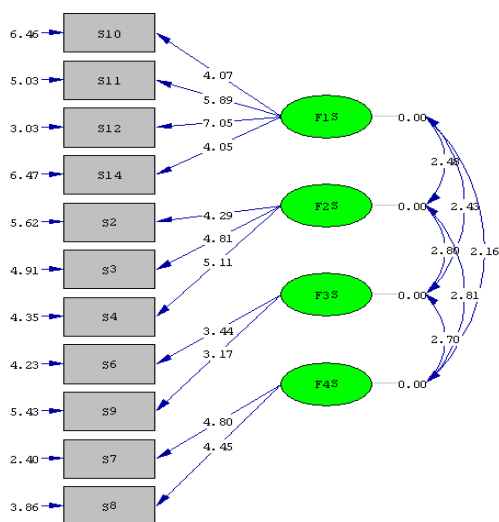 6.46 S10
4.07
5.03 S11
5.89
3.03 S12 7.05 F1S 0.00
6.47 S14 4.05
2.48
5.62 S2 4.29 F2S 0.00 2.43
4.81
2.80 2.16
4.91 S3
5.11
4.35 S4 F3S 0.00 2.81
3.44
2.70
4.23 S6
3.17
5.43 S9 F4S 0.00
4.80
2.40 S7
4.45
3.86 S8